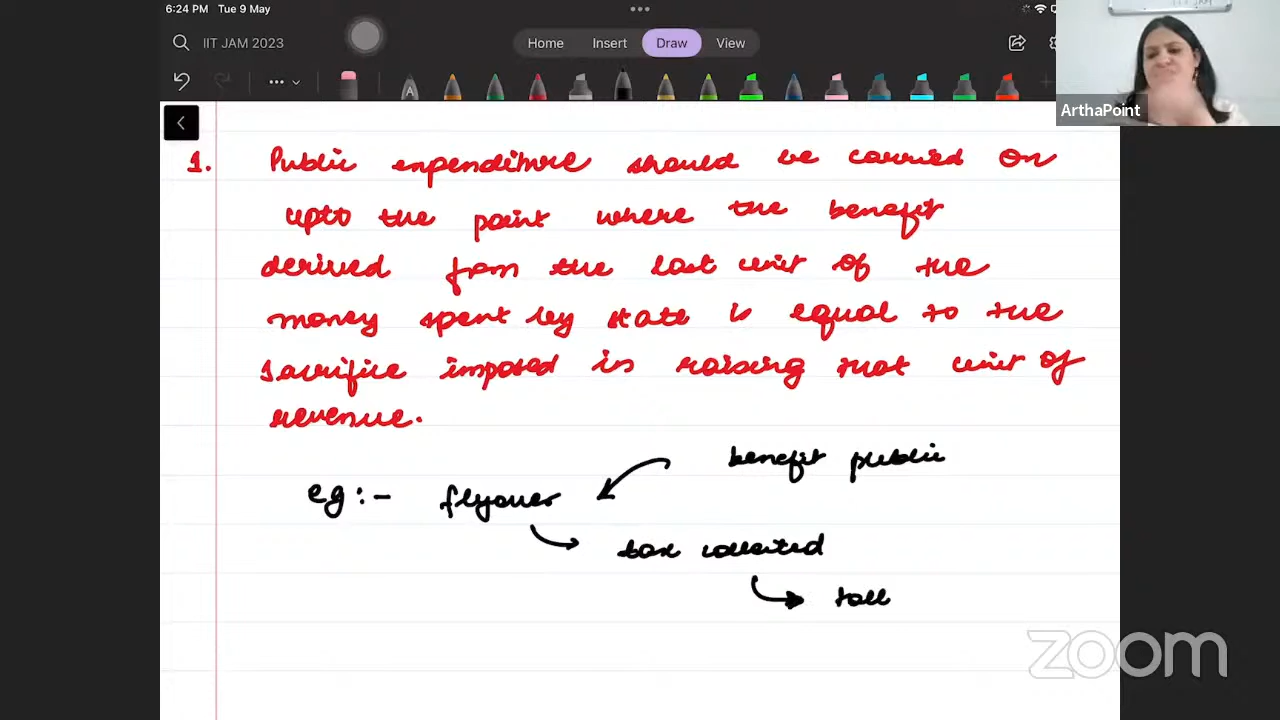 6:24 PM Tue 9 May
IIT JAM 2023
Home Insert Draw View
ArthaPoint
1. Public expenditure should be carried on
upto the point where the benefit
derived from the last unit of the
money spent by state is equal to the
sacrifice imposed in raising that unit of
revenue.
benefit public
eg:- flyover
tax collected
toll
zoom